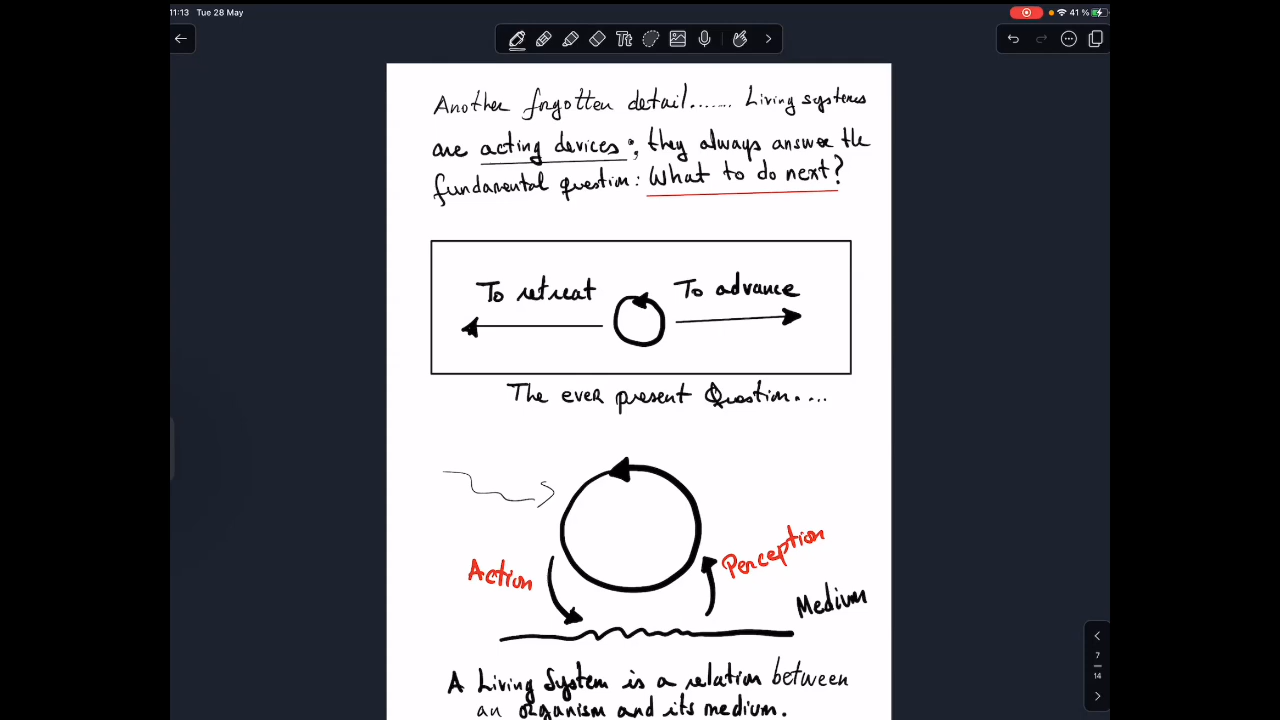 11:13 Tue 28 May
41 %
Tt
Another forgotten detail....... Living systems
are acting devices; they always answer the
fundamental question: What to do next?
To retreat To advance
The ever present Question....
Action Perception
Medium
A Living System is a relation between
an organism and its medium.
7
14